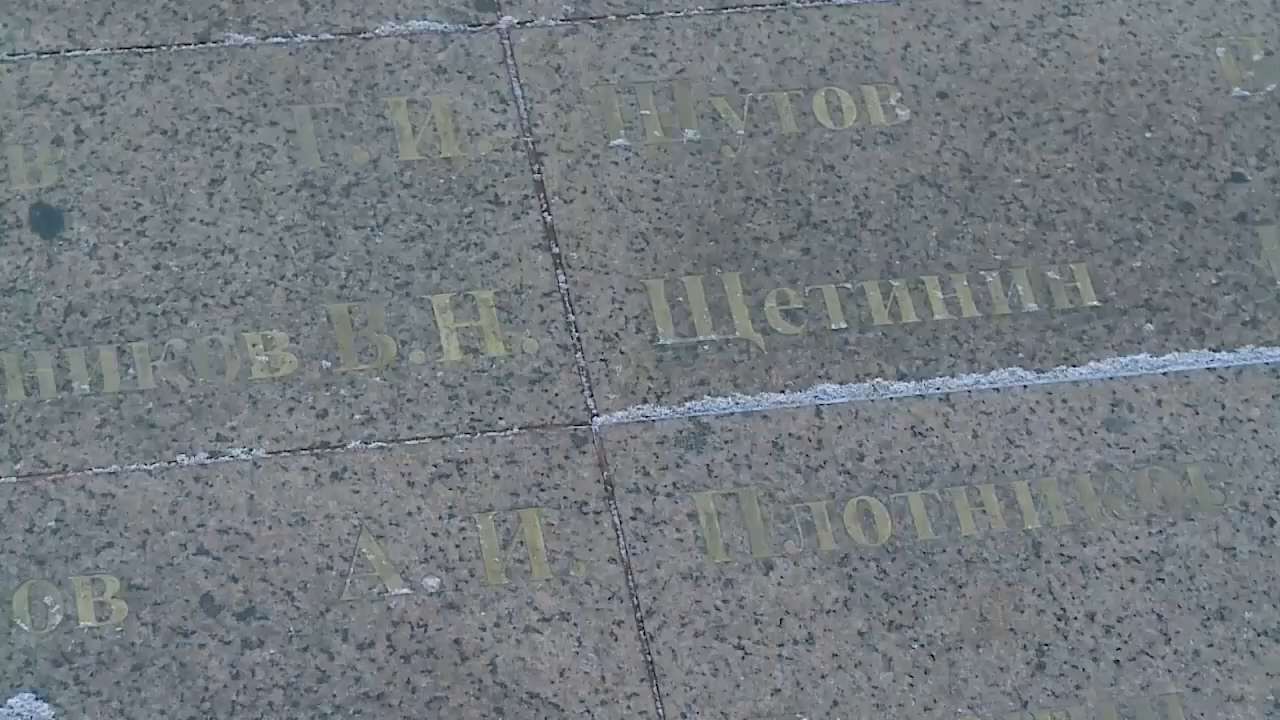 Г. И. Шутов
В. Н. Щетинин
А. И. Плотников